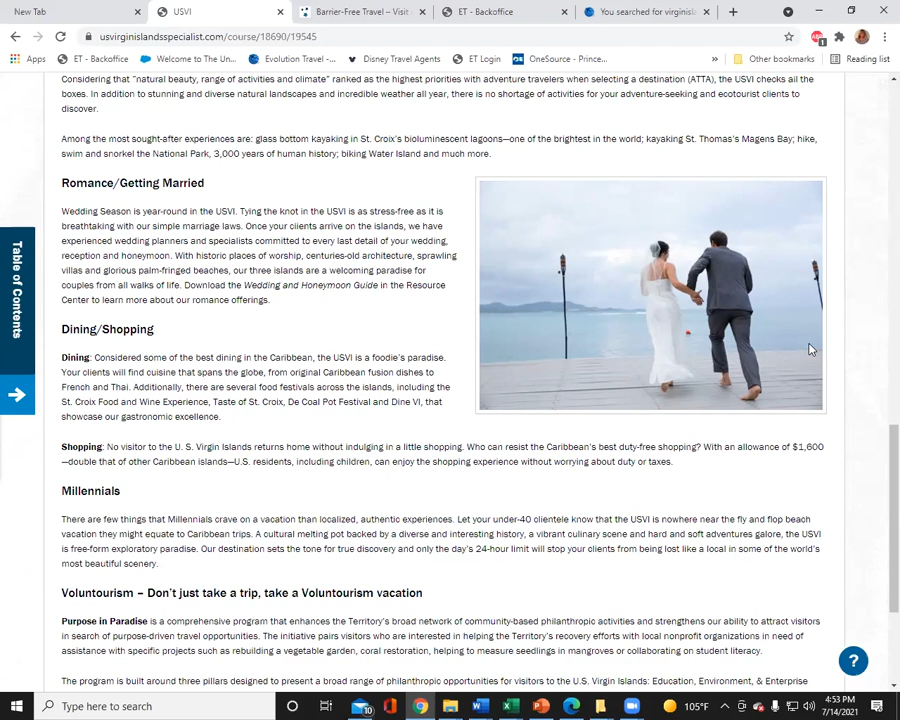 New Tab
USVI
Barrier-Free Travel – Visit
ET - Backoffice
You searched for virginisl
usvirginislandsspecialist.com/course/18690/19545
Apps
ET - Backoffice
Welcome to The Un...
Evolution Travel -...
Disney Travel Agents
ET Login
OneSource - Prince...
»
Other bookmarks
Reading list
Considering that "natural beauty, range of activities and climate" ranked as the highest priorities with adventure travelers when selecting a destination (ATTA), the USVI checks all the
boxes. In addition to stunning and diverse natural landscapes and incredible weather all year, there is no shortage of activities for your adventure-seeking and ecotourist clients to
discover.
Among the most sought-after experiences are: glass bottom kayaking in St. Croix's bioluminescent lagoons—one of the brightest in the world; kayaking St. Thomas's Magens Bay; hike,
swim and snorkel the National Park, 3,000 years of human history; biking Water Island and much more.
Romance/Getting Married
Wedding Season is year-round in the USVI. Tying the knot in the USVI is as stress-free as it is
breathtaking with our simple marriage laws. Once your clients arrive on the islands, we have
experienced wedding planners and specialists committed to every last detail of your wedding,
reception and honeymoon. With historic places of worship, centuries-old architecture, sprawling
villas and glorious palm-fringed beaches, our three islands are a welcoming paradise for
couples from all walks of life. Download the Wedding and Honeymoon Guide in the Resource
Center to learn more about our romance offerings.
Table of Contents
Dining/Shopping
Dining: Considered some of the best dining in the Caribbean, the USVI is a foodie's paradise.
Your clients will find cuisine that spans the globe, from original Caribbean fusion dishes to
French and Thai. Additionally, there are several food festivals across the islands, including the
St. Croix Food and Wine Experience, Taste of St. Croix, De Coal Pot Festival and Dine VI, that
showcase our gastronomic excellence.
Shopping: No visitor to the U. S. Virgin Islands returns home without indulging in a little shopping. Who can resist the Caribbean's best duty-free shopping? With an allowance of $1,600
—double that of other Caribbean islands—U.S. residents, including children, can enjoy the shopping experience without worrying about duty or taxes.
Millennials
There are few things that Millennials crave on a vacation than localized, authentic experiences. Let your under-40 clientele know that the USVI is nowhere near the fly and flop beach
vacation they might equate to Caribbean trips. A cultural melting pot backed by a diverse and interesting history, a vibrant culinary scene and hard and soft adventures galore, the USVI
is free-form exploratory paradise. Our destination sets the tone for true discovery and only the day's 24-hour limit will stop your clients from being lost like a local in some of the world's
most beautiful scenery.
Voluntourism – Don't just take a trip, take a Voluntourism vacation
Purpose in Paradise is a comprehensive program that enhances the Territory's broad network of community-based philanthropic activities and strengthens our ability to attract visitors
in search of purpose-driven travel opportunities. The initiative pairs visitors who are interested in helping the Territory's recovery efforts with local nonprofit organizations in need of
assistance with specific projects such as rebuilding a vegetable garden, coral restoration, helping to measure seedlings in mangroves or collaborating on student literacy.
The program is built around three pillars designed to present a broad range of philanthropic opportunities for visitors to the U.S. Virgin Islands: Education, Environment, & Enterprise
?
Type here to search
10
105°F
4:53 PM
7/14/2021